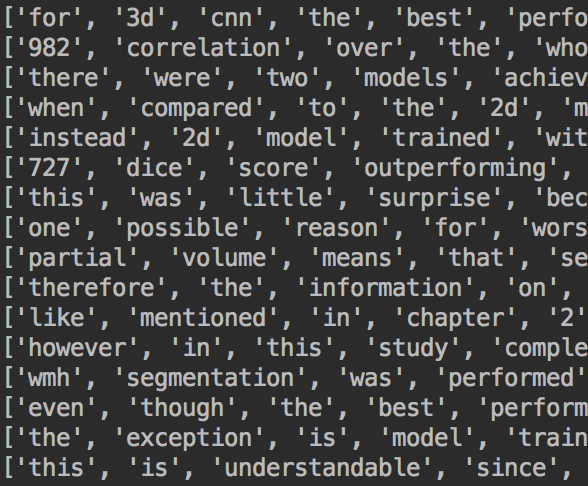 ['for', '3d', 'cnn', 'the', 'best', 'perfo
['982', 'correlation', 'over', 'the', 'who
['there', 'were', 'two', 'models', 'achiev
['when', 'compared', 'to', 'the', '2d', 'm
['instead', '2d', 'model', 'trained', 'wit
['727', 'dice', 'score', 'outperforming',
['this', 'was', 'little', 'surprise', 'bec
['one', 'possible', 'reason', 'for', 'wors
['partial', 'volume', 'means', 'that', 'se
['therefore', 'the', 'information', 'on',
['like', 'mentioned', 'in', 'chapter', '2'
['however', 'in', 'this', 'study', 'comple
['wmh', 'segmentation', 'was', 'performed'
['even', 'though', 'the', 'best', 'perform
['the', 'exception', 'is', 'model', 'train
['this', 'is', 'understandable', 'since',